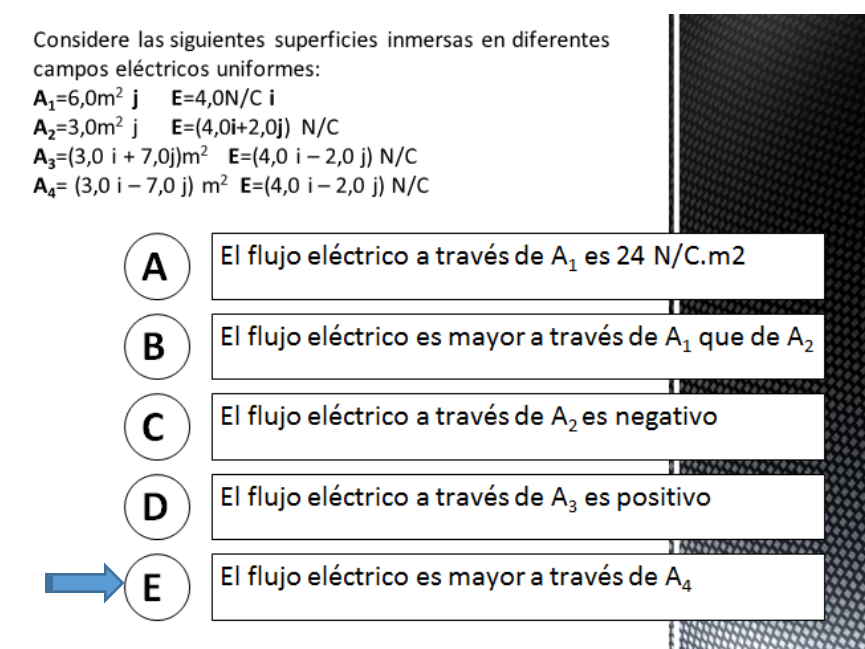 Considere las siguientes superficies inmersas en diferentes
campos eléctricos uniformes:
A₁=6,0m² j E=4,0N/C i
A₂=3,0m² j E=(4,0i+2,0j) N/C
A₃=(3,0 i + 7,0j)m² E=(4,0 i – 2,0 j) N/C
A₄= (3,0 i – 7,0 j) m² E=(4,0 i – 2,0 j) N/C
A El flujo eléctrico a través de A₁ es 24 N/C.m2
B El flujo eléctrico es mayor a través de A₁ que de A₂
C El flujo eléctrico a través de A₂ es negativo
D El flujo eléctrico a través de A₃ es positivo
E El flujo eléctrico es mayor a través de A₄